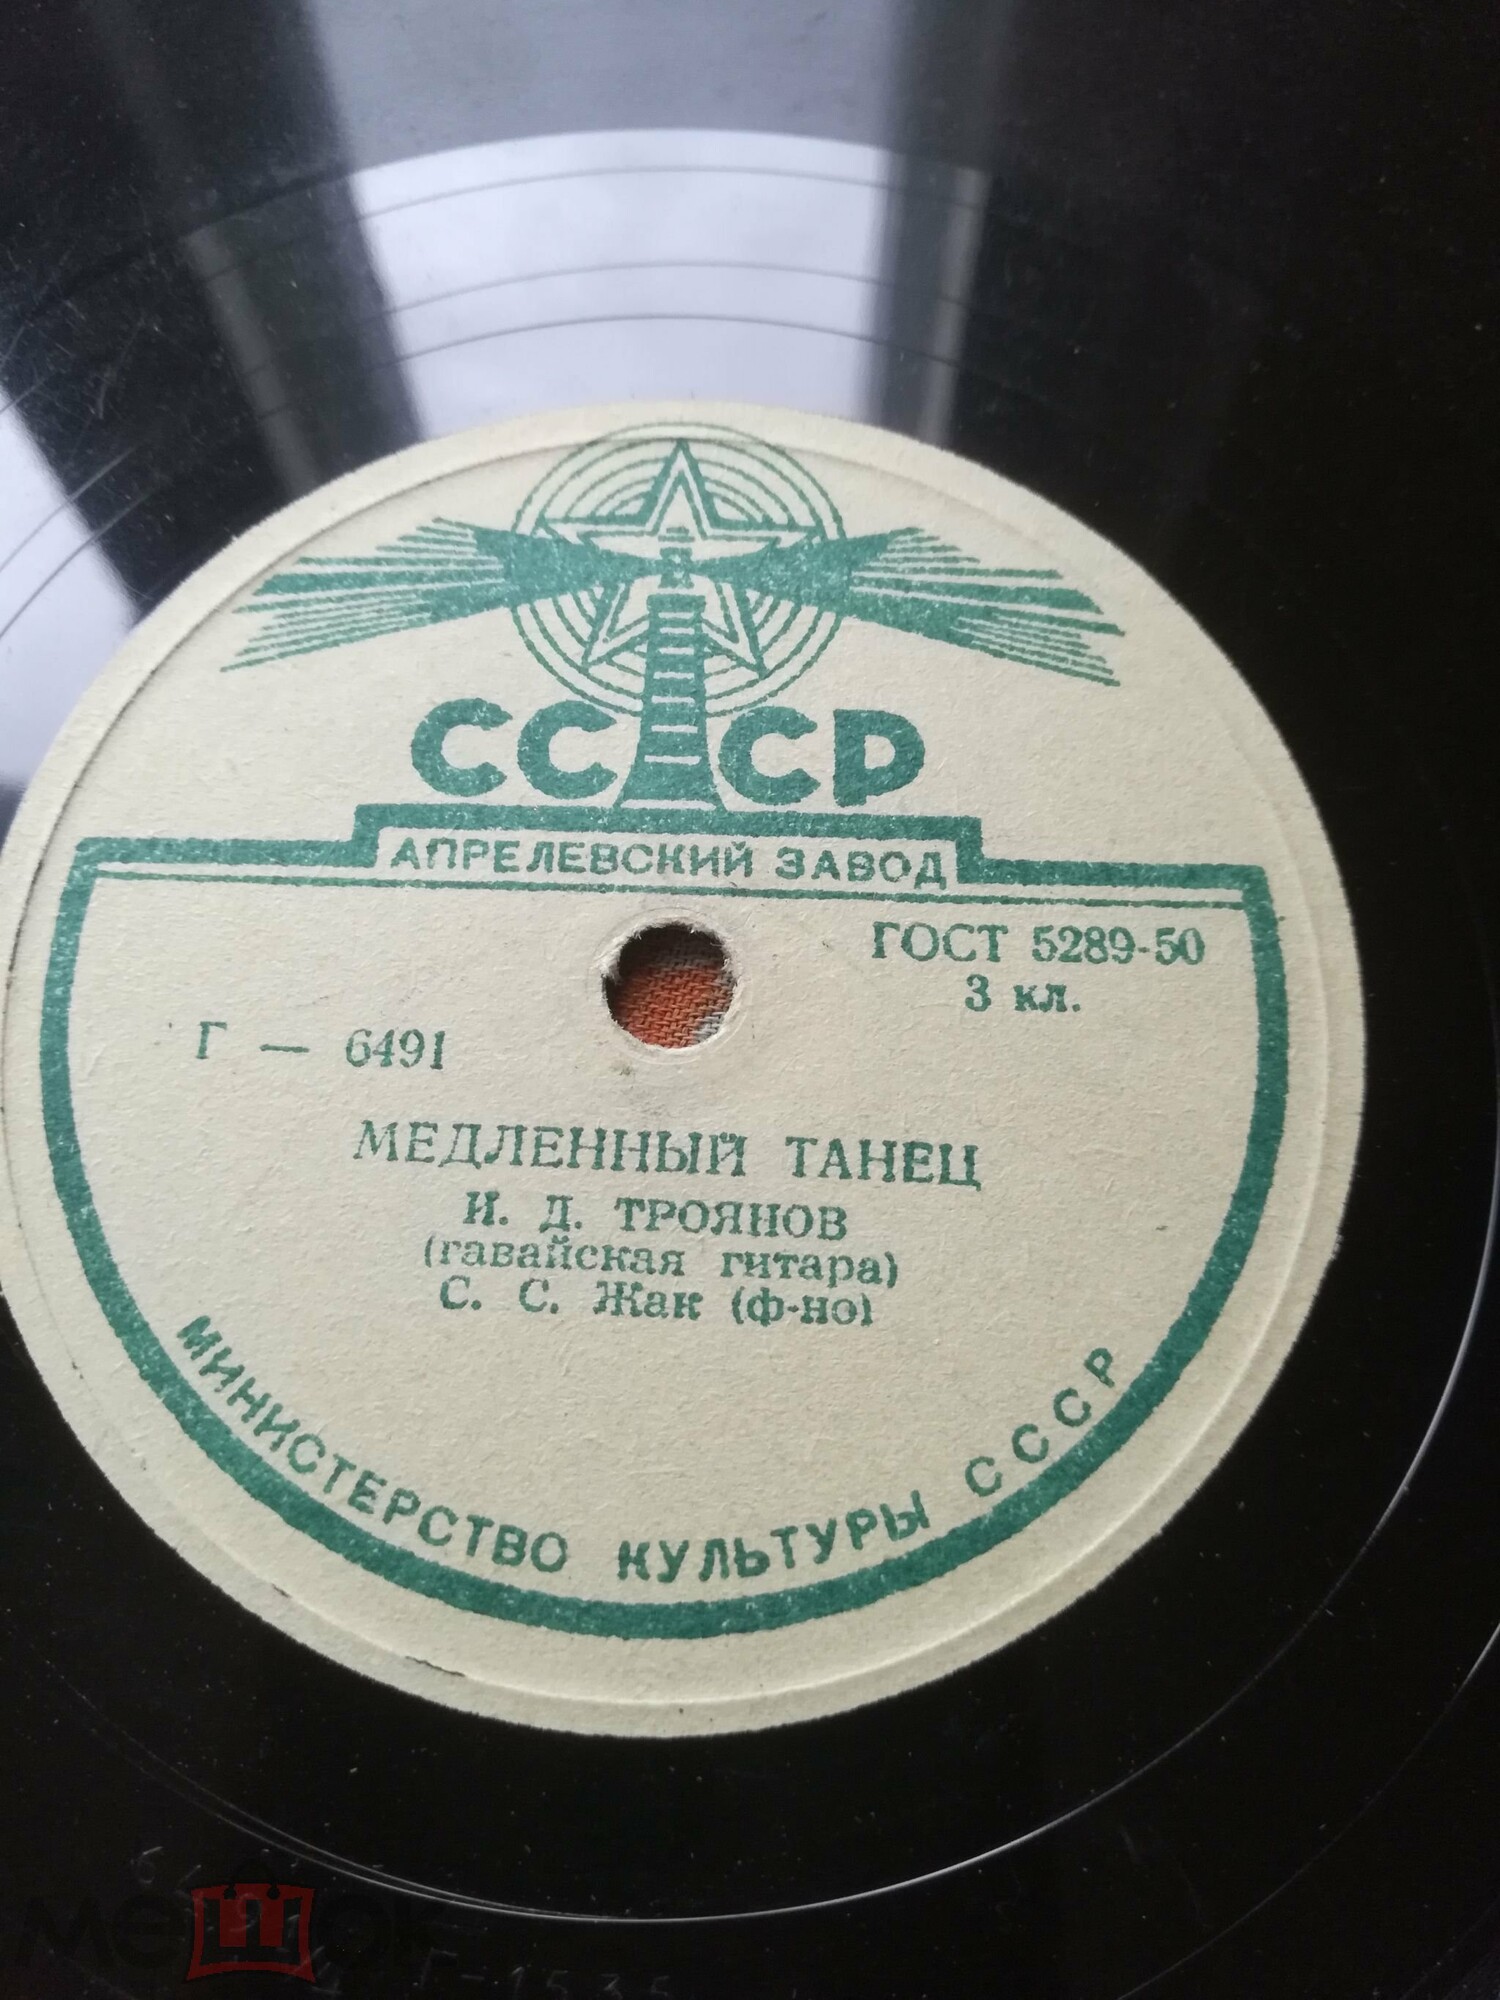 СССР
АПРЕЛЕВСКИЙ ЗАВОД
ГОСТ 5289-50
3 кл.
Г — 6491
МЕДЛЕННЫЙ ТАНЕЦ
И. Д. ТРОЯНОВ
(гавайская гитара)
С. С. Жак (ф-но)
МИНИСТЕРСТВО КУЛЬТУРЫ СССР
мешок